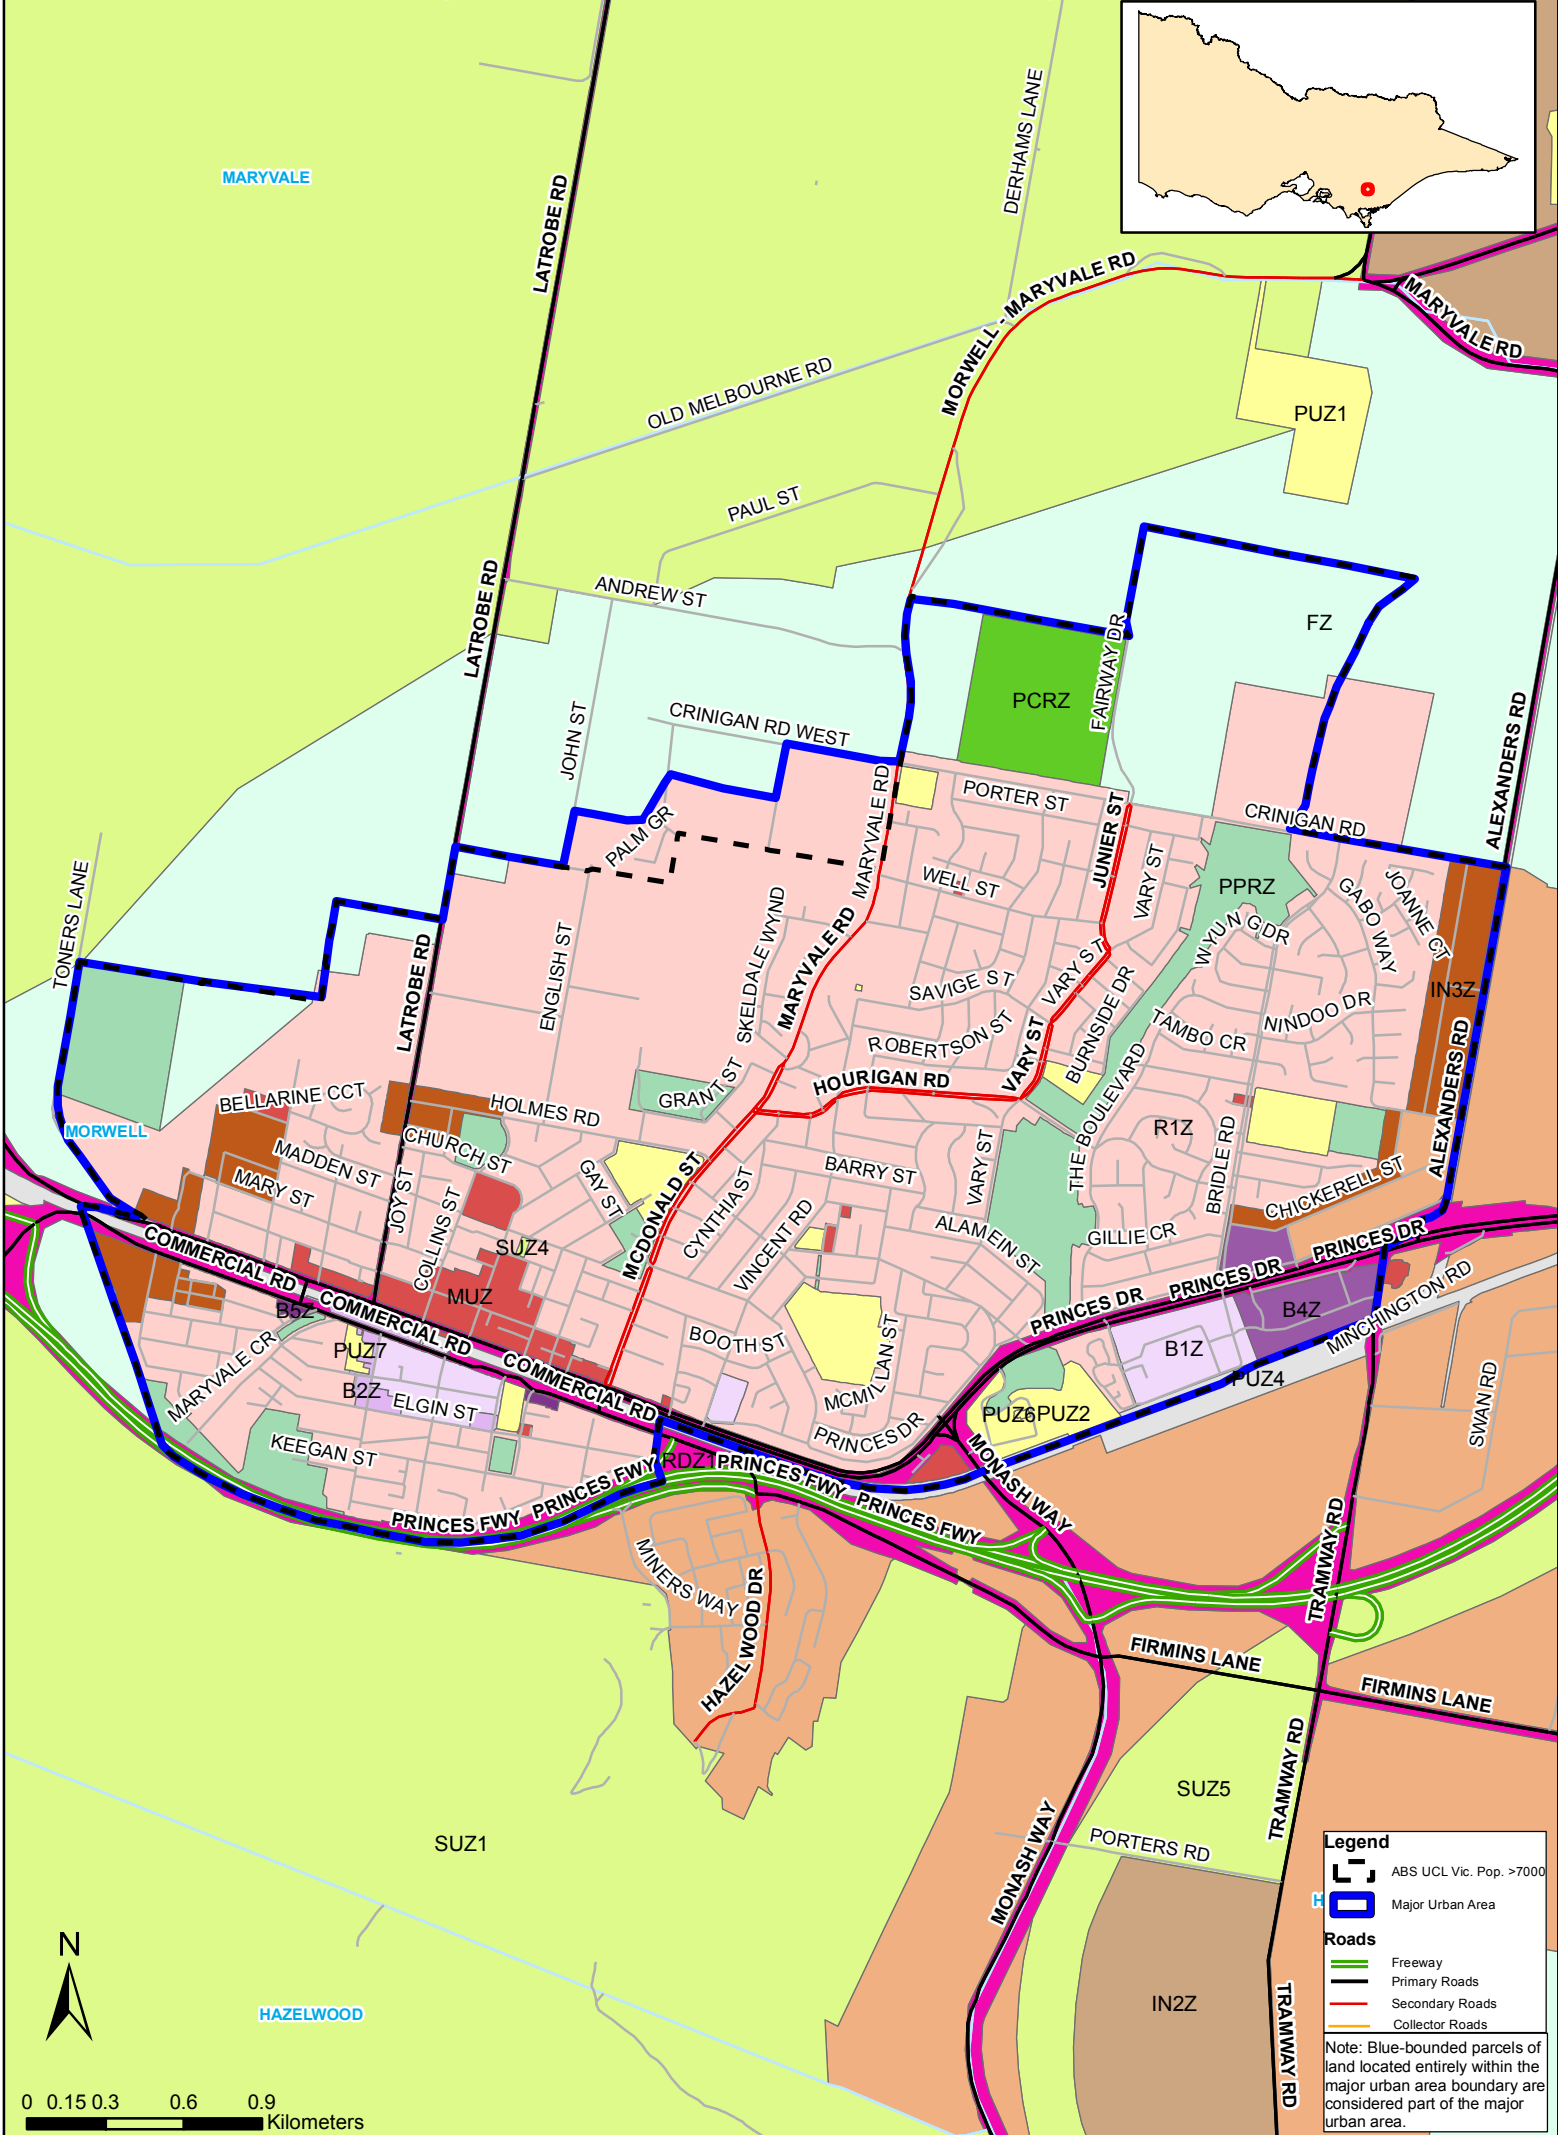 MARYVALE
LATROBE RD
DERHAMS LANE
MORWELL - MARYVALE RD
MARYVALE RD
OLD MELBOURNE RD
PUZ1
PAUL ST
ANDREW ST
LATROBE RD
FZ
FAIRWAY DR
PCRZ
JOHN ST
CRINIGAN RD WEST
ALEXANDERS RD
MARYVALE RD
PORTER ST
JUNIER ST
CRINIGAN RD
PALM GR
VARY ST
WELL ST
PPRZ
GABO WAY
JOANNE CT
TONERS LANE
LATROBE RD
ENGLISH ST
SKELDALE WYND
MARYVALE RD
SAVIGE ST
VARY ST
WYUNG DR
IN3Z
NINDOO DR
TAMBO CR
ROBERTSON ST
VARY ST
BURNSIDE DR
ALEXANDERS RD
BELLARINE CCT
HOLMES RD
GRANT ST
HOURIGAN RD
THE BOULEVARD
MORWELL
R1Z
MADDEN ST
CHURCH ST
MARY ST
JOY ST
COLLINS ST
GAY ST
MCDONALD ST
CYNTHIA ST
BARRY ST
VARY ST
BRIDLE RD
CHICKERELL ST
VINCENT RD
ALAMEIN ST
GILLIE CR
SUZ4
COMMERCIAL RD
MUZ
B5Z
COMMERCIAL RD
PRINCES DR
PRINCES DR
PRINCES DR
B4Z
MINCHINGTON RD
PUZ7
MARYVALE CR
B2Z
ELGIN ST
COMMERCIAL RD
BOOTH ST
MCMILLAN ST
B1Z
PUZ4
SWAN RD
PUZ6
PUZ2
PRINCES DR
KEEGAN ST
RDZ1
PRINCES FWY
PRINCES FWY
PRINCES FWY
PRINCES FWY
MONASH WAY
TRAMWAY RD
MINERS WAY
HAZELWOOD DR
FIRMINS LANE
FIRMINS LANE
TRAMWAY RD
SUZ5
SUZ1
PORTERS RD
MONASH WAY
IN2Z
TRAMWAY RD
HAZELWOOD
H
N
0 0.15 0.3 0.6 0.9
Kilometers
Legend
ABS UCL Vic. Pop. >7000
Major Urban Area
Roads
Freeway
Primary Roads
Secondary Roads
Collector Roads
Note: Blue-bounded parcels of
land located entirely within the
major urban area boundary are
considered part of the major
urban area.